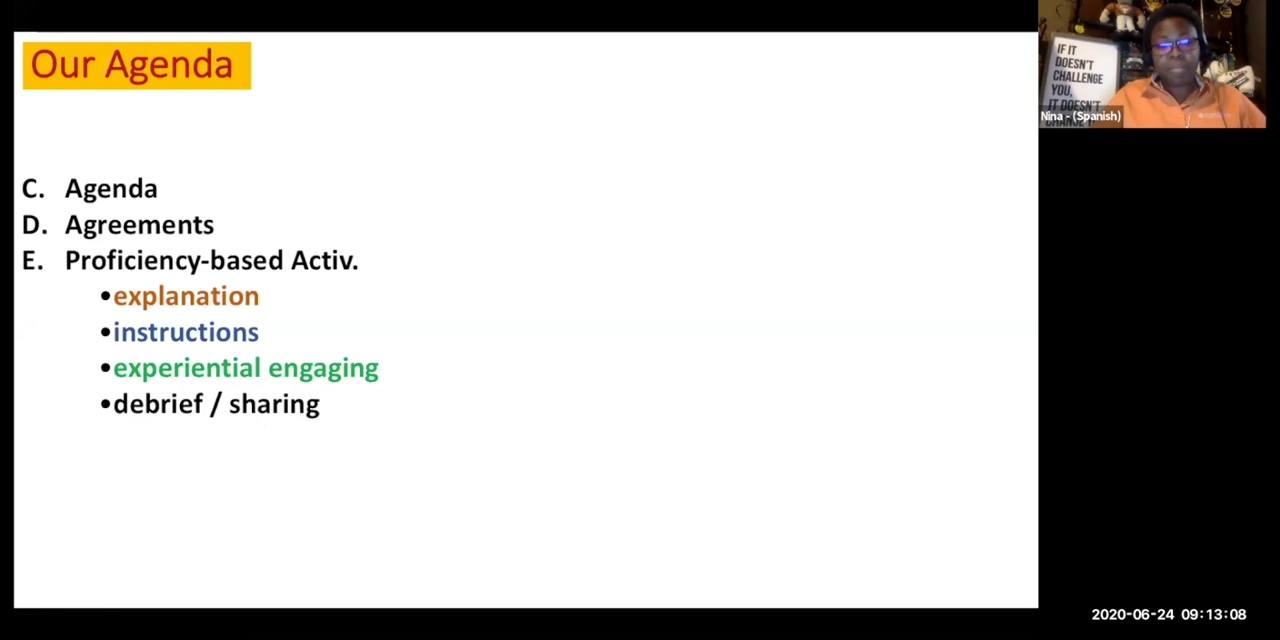 Our Agenda
C. Agenda
D. Agreements
E. Proficiency-based Activ.
•explanation
•instructions
•experiential engaging
•debrief / sharing
IF IT
DOESN'T
CHALLENGE
YOU,
IT DOESN'T
Nina - (Spanish)
2020-06-24 09:13:08